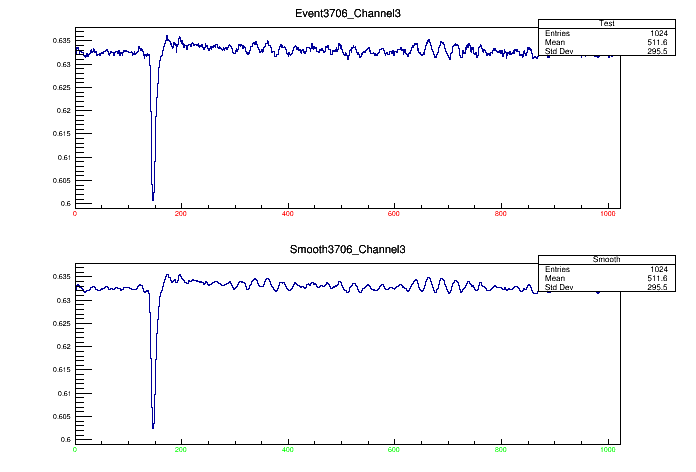 Event3706_Channel3
Test
Entries 1024
Mean 511.6
Std Dev 295.5
0.635
0.63
0.625
0.62
0.615
0.61
0.605
0.6
0 200 400 600 800 1000
Smooth3706_Channel3
Smooth
Entries 1024
Mean 511.6
Std Dev 295.5
0.635
0.63
0.625
0.62
0.615
0.61
0.605
0.6
0 200 400 600 800 1000